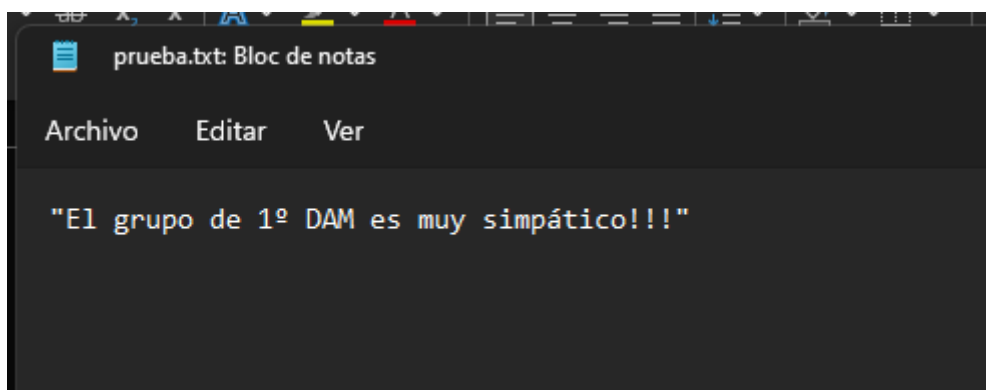 prueba.txt: Bloc de notas
Archivo Editar Ver
"El grupo de 1º DAM es muy simpático!!!"